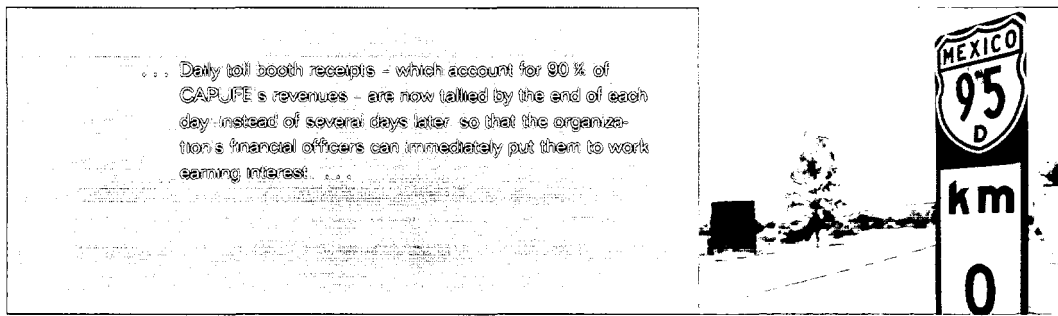 . . . Daily toll booth receipts – which account for 90 % of
CAPUFE's revenues – are now tallied by the end of each
day instead of several days later so that the organiza-
tion's financial officers can immediately put them to work
earning interest. . . .
MEXICO
95
D
km
0